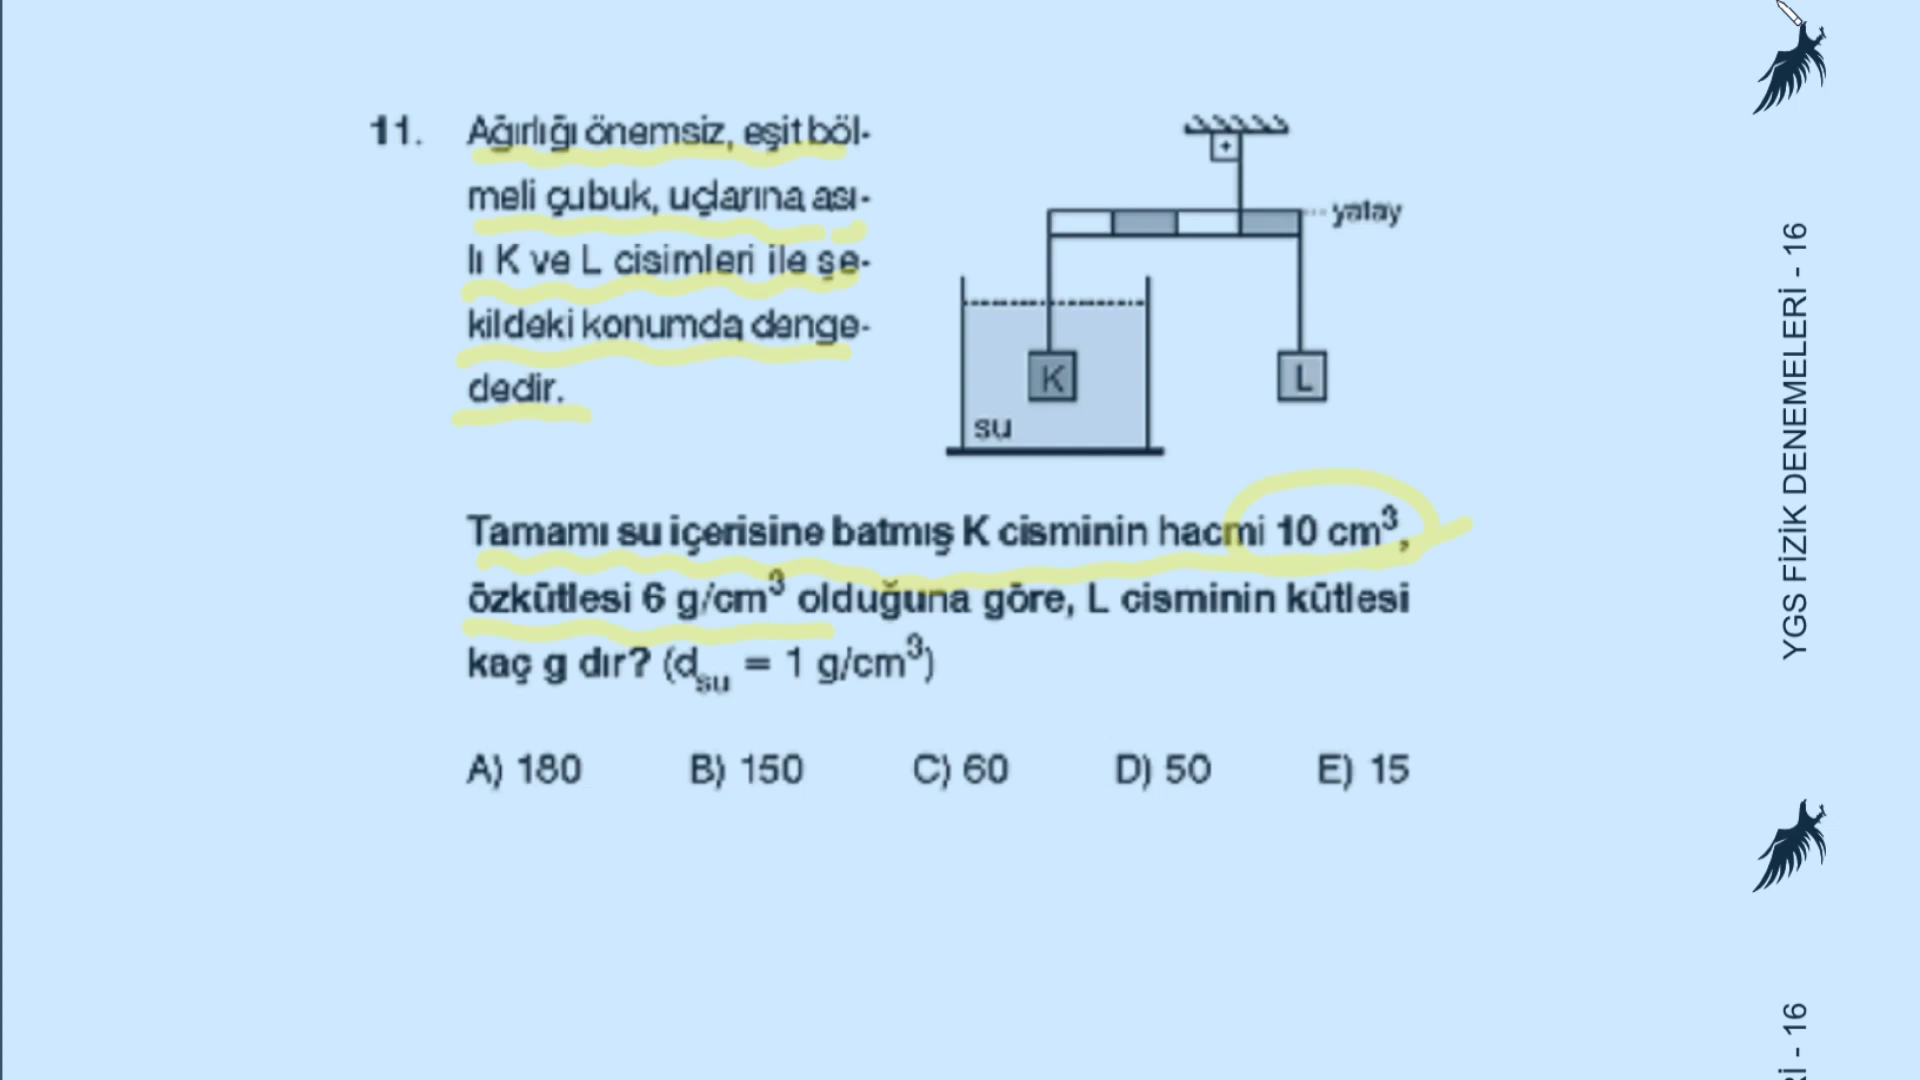 11. Ağırlığı önemsiz, eşit böl-
meli çubuk, uçlarına ası-
lı K ve L cisimleri ile şe-
kildeki konumda denge-
dedir.
yatay
K
L
su
Tamamı su içerisine batmış K cisminin hacmi 10 cm³,
özkütlesi 6 g/cm³ olduğuna göre, L cisminin kütlesi
kaç g dır? (dsu = 1 g/cm³)
A) 180 B) 150 C) 60 D) 50 E) 15
YGS FİZİK DENEMELERİ - 16
İ - 16